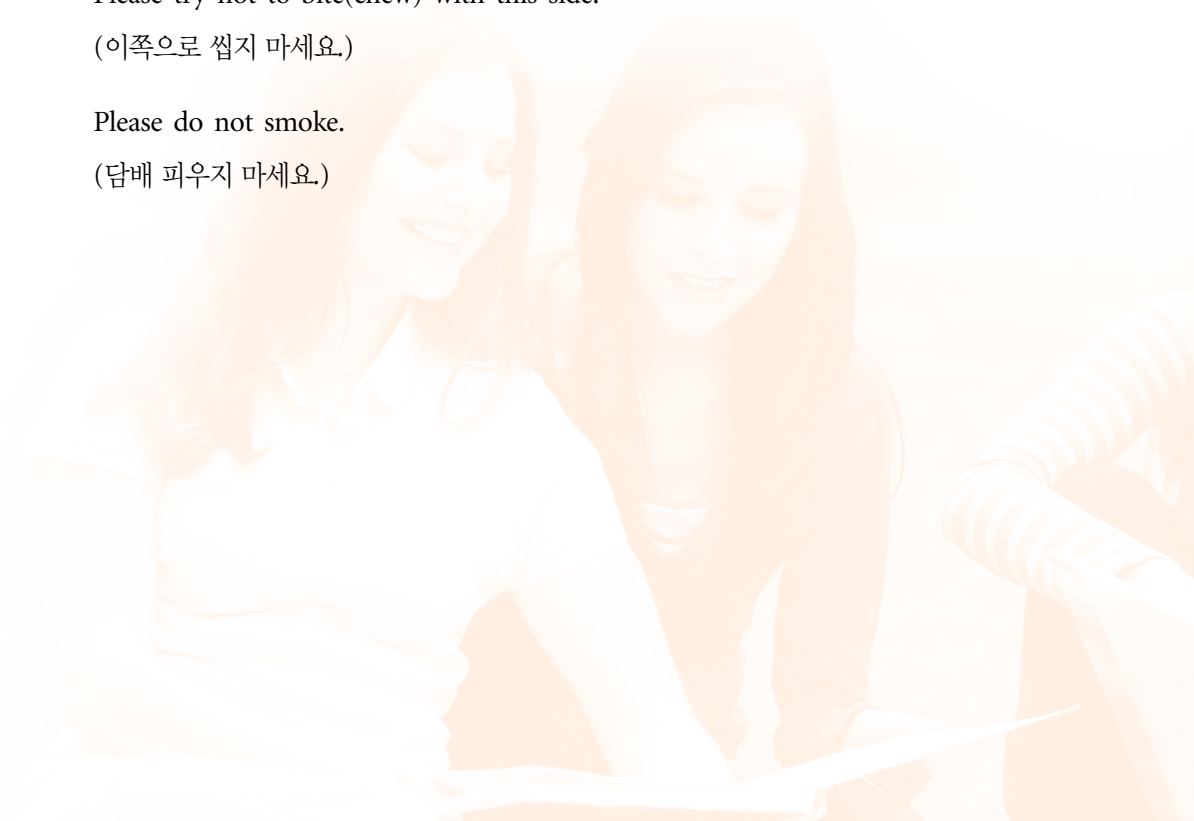 Please try not to bite(chew) with this side.
(이쪽으로 씹지 마세요.)
Please do not smoke.
(담배 피우지 마세요.)